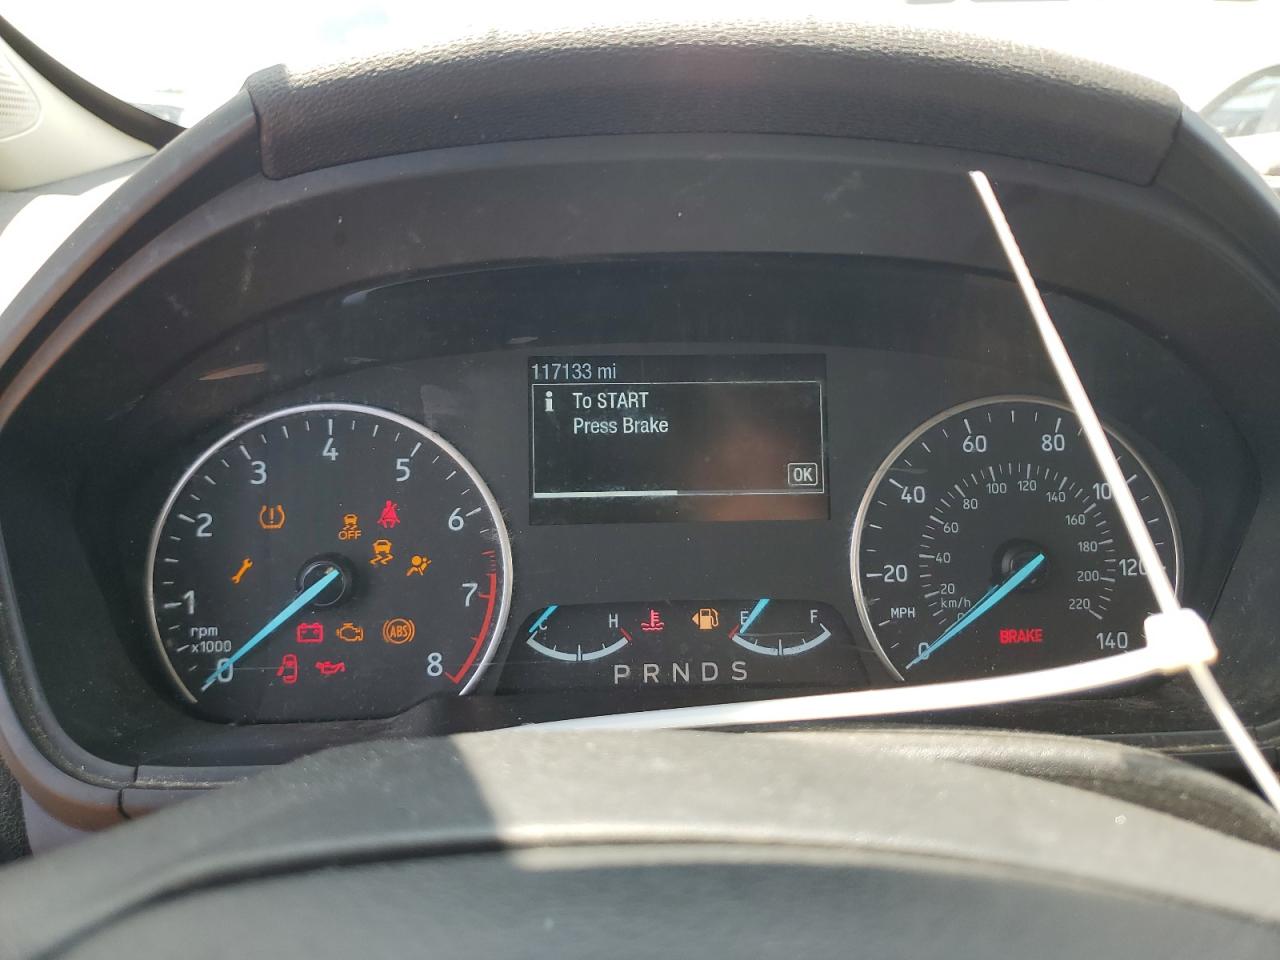 117133 mi
i To START
Press Brake
OK
0 1 2 3 4 5 6 7 8
rpm
x1000
OFF
ABS
C H
E F
P R N D S
0 20 40 60 80 120 140
MPH
20 40 60 80 100 120 140 160 180 200 220
km/h
BRAKE